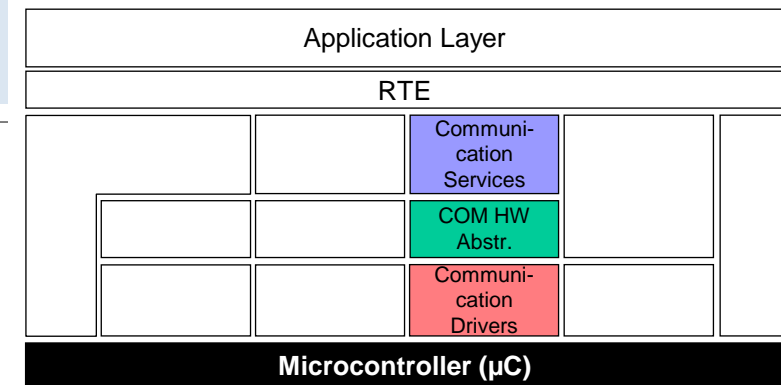 Application Layer
RTE
Communi-
cation
Services
COM HW
Abstr.
Communi-
cation
Drivers
Microcontroller (µC)